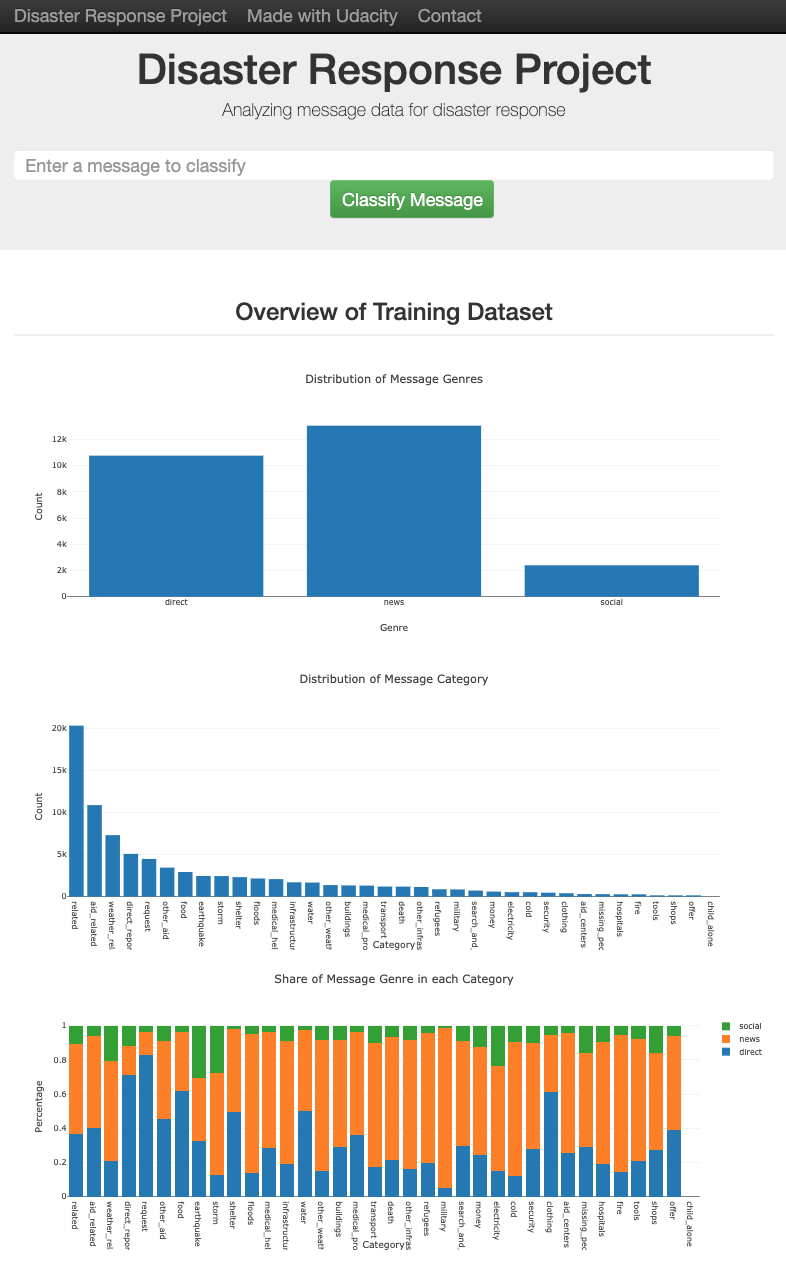 Disaster Response Project Made with Udacity Contact
Disaster Response Project
Analyzing message data for disaster response
Enter a message to classify
Classify Message
Overview of Training Dataset
Distribution of Message Genres
12k
10k
8k
6k
4k
2k
0
Count
direct news social
Genre
Distribution of Message Category
20k
15k
10k
5k
0
Count
related aid_related weather_rel direct_repor request other_aid food earthquake storm shelter floods medical_hel infrastructur water other_weath buildings medical_pro transport death other_infras refugees military search_and_ money electricity cold security clothing aid_centers missing_peo hospitals fire tools shops offer child_alone
Category
Share of Message Genre in each Category
1
0.8
0.6
0.4
0.2
0
Percentage
social
news
direct
related aid_related weather_rel direct_repor request other_aid food earthquake storm shelter floods medical_hel infrastructur water other_weath buildings medical_pro transport death other_infras refugees military search_and_ money electricity cold security clothing aid_centers missing_peo hospitals fire tools shops offer child_alone
Category